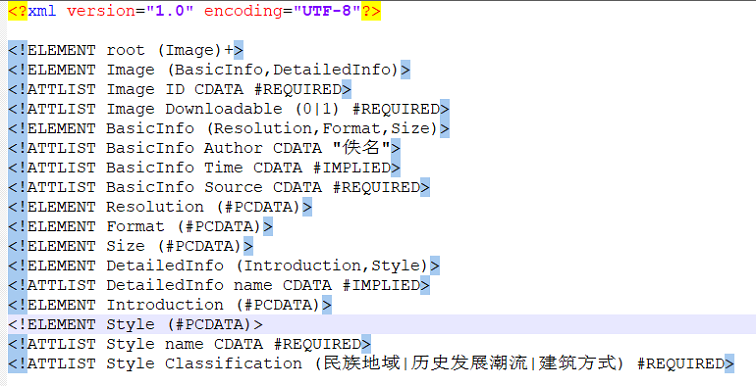 <?xml version="1.0" encoding="UTF-8"?>
<!ELEMENT root (Image)+>
<!ELEMENT Image (BasicInfo,DetailedInfo)>
<!ATTLIST Image ID CDATA #REQUIRED>
<!ATTLIST Image Downloadable (0|1) #REQUIRED>
<!ELEMENT BasicInfo (Resolution,Format,Size)>
<!ATTLIST BasicInfo Author CDATA "佚名">
<!ATTLIST BasicInfo Time CDATA #IMPLIED>
<!ATTLIST BasicInfo Source CDATA #REQUIRED>
<!ELEMENT Resolution (#PCDATA)>
<!ELEMENT Format (#PCDATA)>
<!ELEMENT Size (#PCDATA)>
<!ELEMENT DetailedInfo (Introduction,Style)>
<!ATTLIST DetailedInfo name CDATA #IMPLIED>
<!ELEMENT Introduction (#PCDATA)>
<!ELEMENT Style (#PCDATA)>
<!ATTLIST Style name CDATA #REQUIRED>
<!ATTLIST Style Classification (民族地域|历史发展潮流|建筑方式) #REQUIRED>